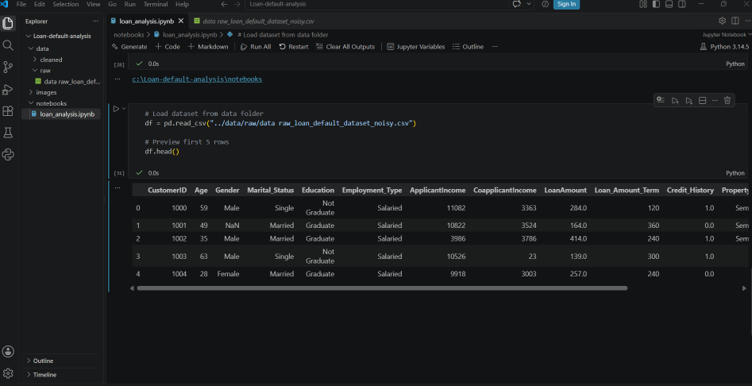 File Edit Selection View Go Run Terminal Help Loan-default-analysis Sign In
Explorer ··· loan_analysis.ipynb data raw_loan_default_dataset_noisy.csv
Loan-default-analysis notebooks > loan_analysis.ipynb > # Load dataset from data folder
data Generate + Code + Markdown Run All Restart Clear All Outputs Jupyter Variables Outline ··· Python 3.14.5
cleaned 0.0s Python
raw ··· c:\Loan-default-analysis\notebooks
data raw_loan_def...
images
notebooks
loan_analysis.ipynb
# Load dataset from data folder
df = pd.read_csv("../data/raw/data raw_loan_default_dataset_noisy.csv")
# Preview first 5 rows
df.head()
0.0s Python
CustomerID Age Gender Marital_Status Education Employment_Type ApplicantIncome CoapplicantIncome LoanAmount Loan_Amount_Term Credit_History Property
0 1000 59 Male Single Not Graduate Salaried 11082 3363 284.0 120 1.0 Sem
1 1001 49 NaN Married Graduate Salaried 10822 3524 164.0 360 0.0
2 1002 35 Male Married Graduate Salaried 3986 3786 414.0 240 1.0 Sem
3 1003 63 Male Single Not Graduate Salaried 10526 23 139.0 300 1.0
4 1004 28 Female Married Graduate Salaried 9918 3003 257.0 240 0.0
Outline
Timeline